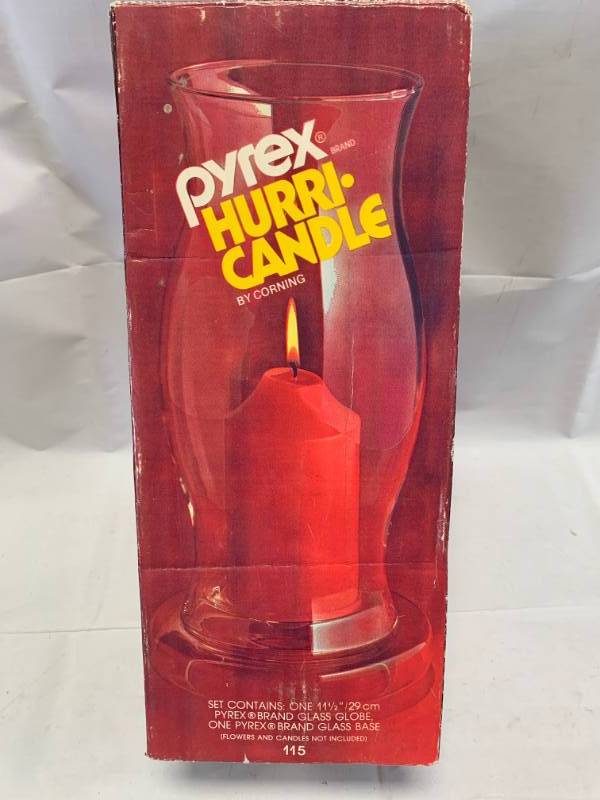 pyrex® BRAND
HURRI-
CANDLE
BY CORNING
SET CONTAINS: ONE 11½"/29 cm
PYREX® BRAND GLASS GLOBE,
ONE PYREX® BRAND GLASS BASE
(FLOWERS AND CANDLES NOT INCLUDED)
115